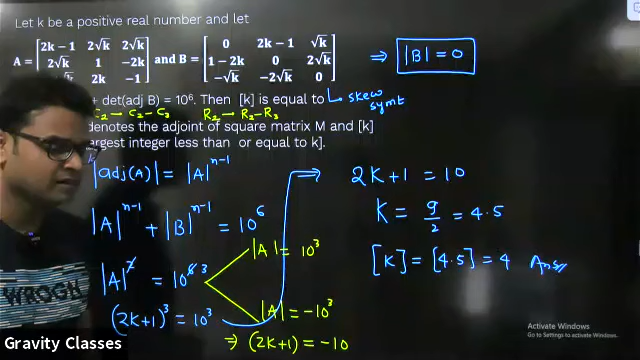 Let k be a positive real number and let
A = [2k − 1 2√k 2√k
2√k 1 −2k
√k 2k −1] and B = [0 2k − 1 √k
1 − 2k 0 2√k
−√k −2√k 0] ⇒ |B| = 0
+ det(adj B) = 10⁶. Then [k] is equal to ↳ skew symt
C₂ → C₂ − C₃ R₂ → R₂ − R₃
denotes the adjoint of square matrix M and [k]
argest integer less than or equal to k].
|adj(A)| = |A|ⁿ⁻¹
|A|ⁿ⁻¹ + |B|ⁿ⁻¹ = 10⁶
|A|² = 10⁶ ³
|A| = 10³
|A| = −10³
(2K+1)³ = 10³
⇒ (2K+1) = −10
⇒ 2K+1 = 10
K = 9/2 = 4.5
[K] = [4.5] = 4 Ans
WROGN
Gravity Classes
Activate Windows
Go to Settings to activate Windows.